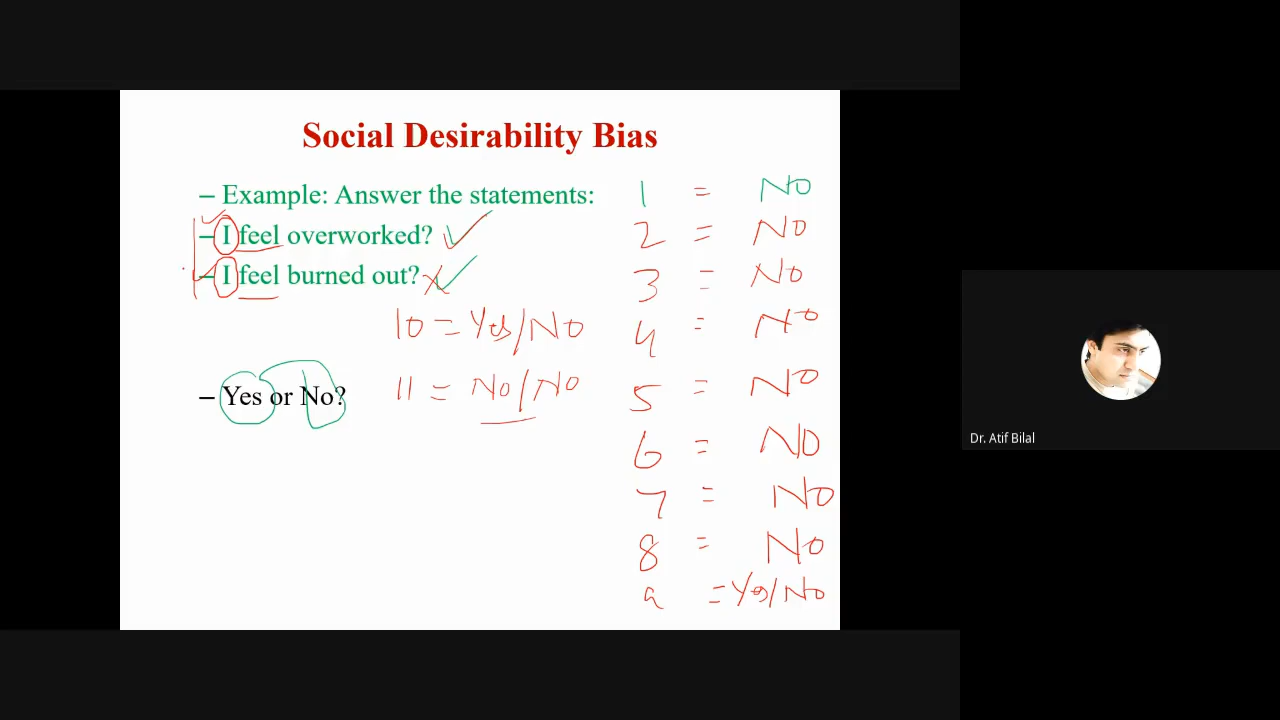 Social Desirability Bias
– Example: Answer the statements:
– I feel overworked?
– I feel burned out?
– Yes or No?
10 = Yes/No
11 = No/No
1 = NO
2 = NO
3 = NO
4 = NO
5 = NO
6 = NO
7 = NO
8 = NO
9 = Yes/No
Dr. Atif Bilal